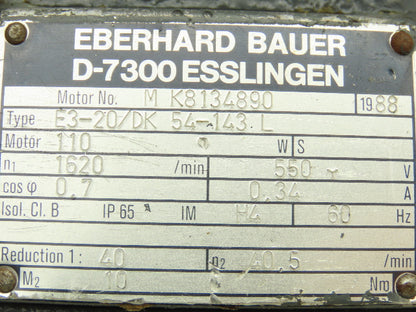 EBERHARD BAUER
D-7300 ESSLINGEN
Motor No. M K8134890 1988
Type E3-20/DK 54-143.L
Motor 110 W S
n1 1620 /min 550 V
cos φ 0.7 0.34 A
Isol. Cl. B IP 65 IM H4 60 Hz
Reduction 1: 40 n2 40.5 /min
M2 10 Nm